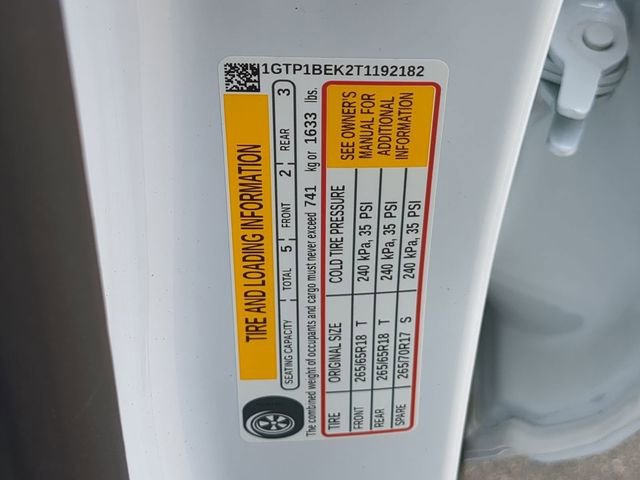 1GTP1BEK2T1192182
TIRE AND LOADING INFORMATION
SEATING CAPACITY TOTAL 5 FRONT 2 REAR 3
The combined weight of occupants and cargo must never exceed 741 kg or 1633 lbs.
TIRE ORIGINAL SIZE COLD TIRE PRESSURE
FRONT 265/65R18 T 240 kPa, 35 PSI
REAR 265/65R18 T 240 kPa, 35 PSI
SPARE 265/70R17 S 240 kPa, 35 PSI
SEE OWNER'S
MANUAL FOR
ADDITIONAL
INFORMATION